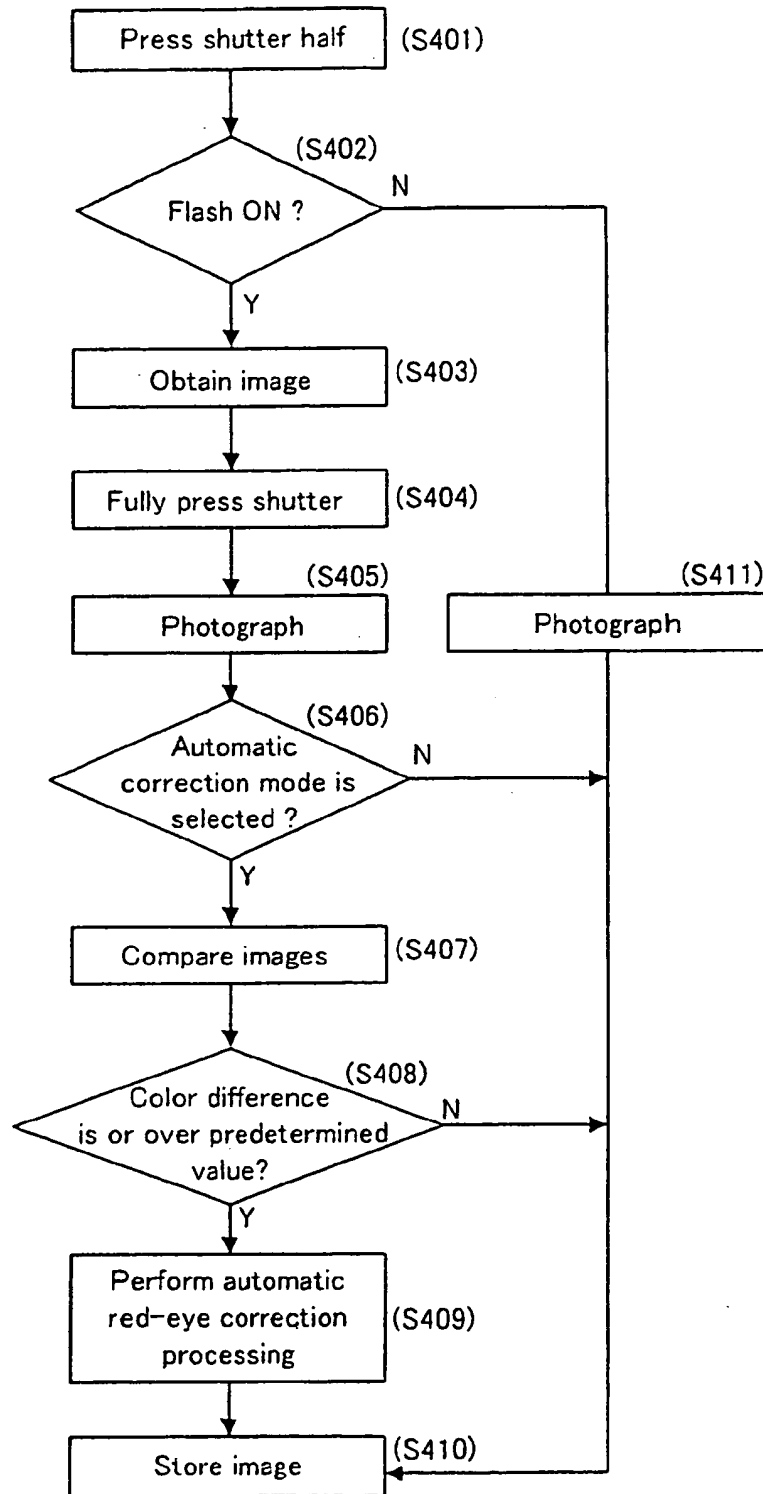 Press shutter half (S401)
(S402)
Flash ON ?
N
Y
Obtain image (S403)
Fully press shutter (S404)
(S405)
Photograph
(S411)
Photograph
(S406)
Automatic
correction mode is
selected ?
N
Y
Compare images (S407)
(S408)
Color difference
is or over predetermined
value?
N
Y
Perform automatic
red-eye correction
processing
(S409)
Store image (S410)